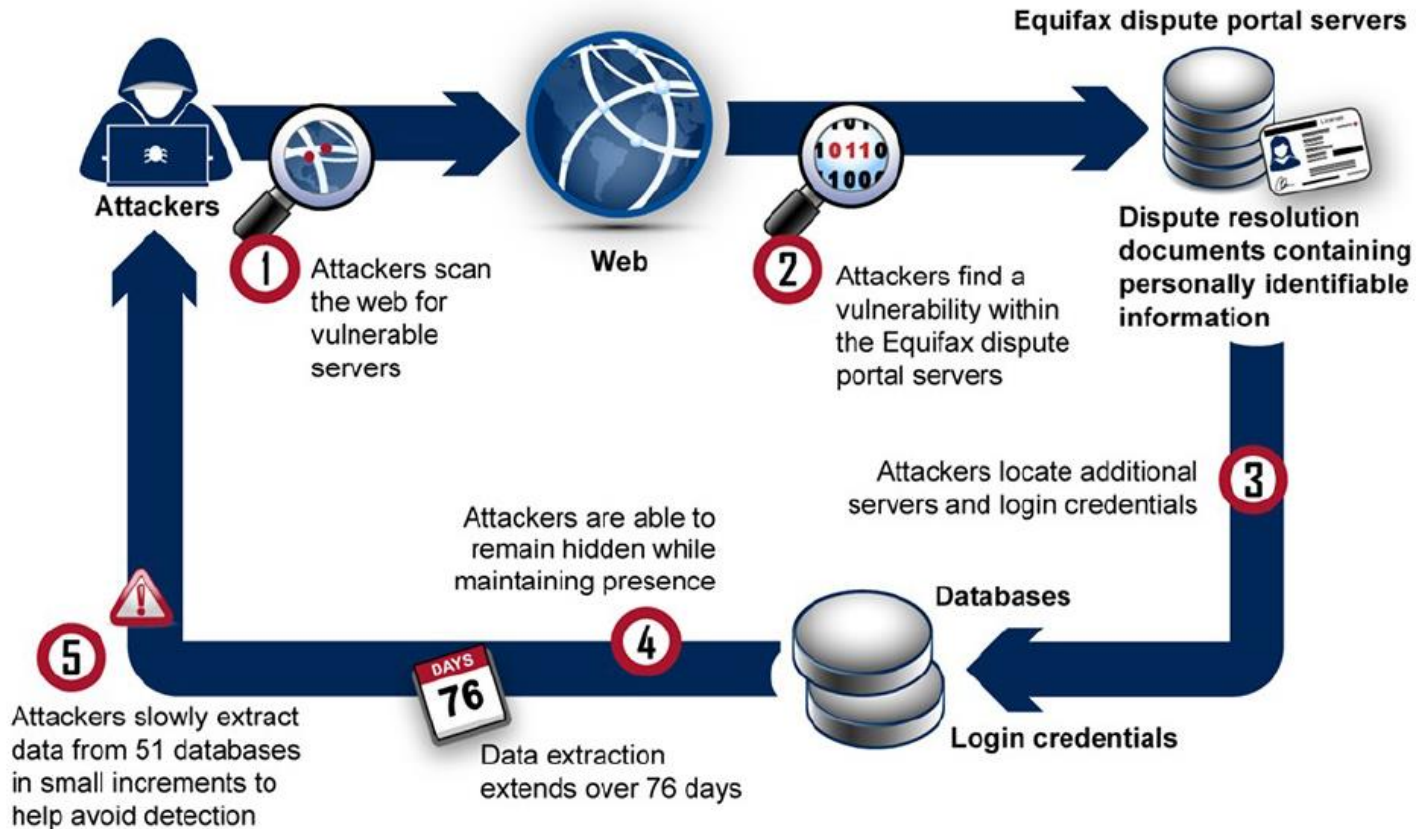 Equifax dispute portal servers
Attackers
Web
License
10110
11000
1
Attackers scan
the web for
vulnerable
servers
2
Attackers find a
vulnerability within
the Equifax dispute
portal servers
Dispute resolution
documents containing
personally identifiable
information
3
Attackers locate additional
servers and login credentials
Databases
Login credentials
4
Attackers are able to
remain hidden while
maintaining presence
DAYS
76
Data extraction
extends over 76 days
5
Attackers slowly extract
data from 51 databases
in small increments to
help avoid detection